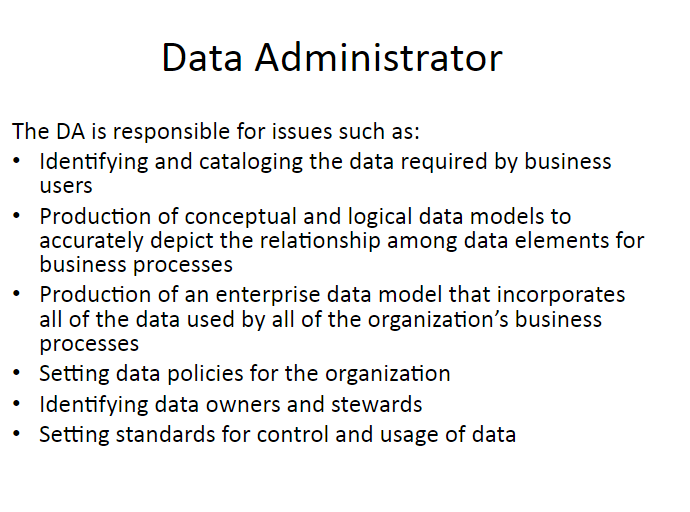 Data Administrator
The DA is responsible for issues such as:
• Identifying and cataloging the data required by business
users
• Production of conceptual and logical data models to
accurately depict the relationship among data elements for
business processes
• Production of an enterprise data model that incorporates
all of the data used by all of the organization’s business
processes
• Setting data policies for the organization
• Identifying data owners and stewards
• Setting standards for control and usage of data